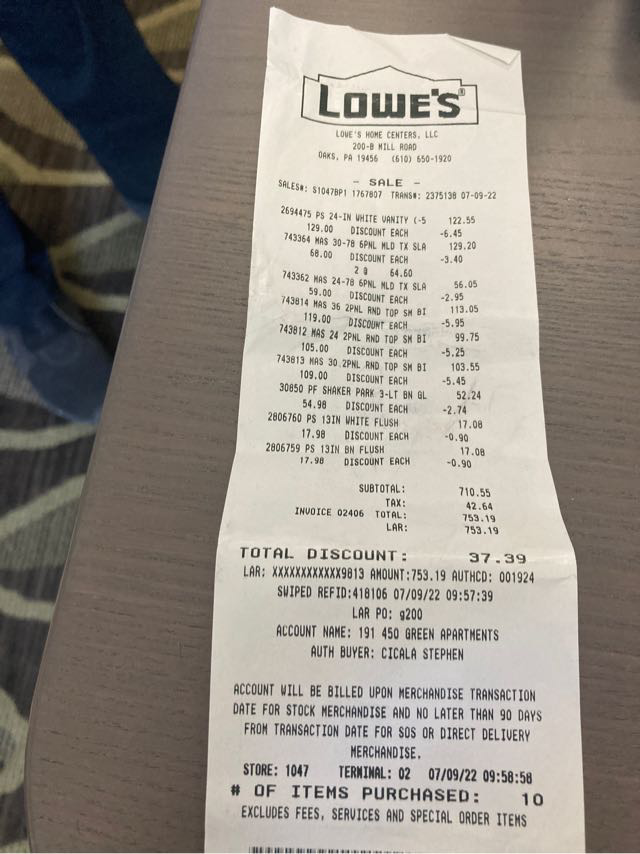 LOWE'S®
LOWE'S HOME CENTERS, LLC
200-B MILL ROAD
OAKS, PA 19456 (610) 650-1920
- SALE -
SALES#: S1047BP1 1767807 TRANS#: 2375138 07-09-22
2694475 PS 24-IN WHITE VANITY (-5 122.55
129.00 DISCOUNT EACH -6.45
743364 MAS 30-78 6PNL MLD TX SLA 129.20
68.00 DISCOUNT EACH -3.40
2 @ 64.60
743362 MAS 24-78 6PNL MLD TX SLA 56.05
59.00 DISCOUNT EACH -2.95
743814 MAS 36 2PNL RND TOP SM BI 113.05
119.00 DISCOUNT EACH -5.95
743812 MAS 24 2PNL RND TOP SM BI 99.75
105.00 DISCOUNT EACH -5.25
743813 MAS 30 2PNL RND TOP SM BI 103.55
109.00 DISCOUNT EACH -5.45
30850 PF SHAKER PARK 3-LT BN GL 52.24
54.98 DISCOUNT EACH -2.74
2806760 PS 13IN WHITE FLUSH 17.08
17.98 DISCOUNT EACH -0.90
2806759 PS 13IN BN FLUSH 17.08
17.98 DISCOUNT EACH -0.90
SUBTOTAL: 710.55
TAX: 42.64
INVOICE 02406 TOTAL: 753.19
LAR: 753.19
TOTAL DISCOUNT: 37.39
LAR: XXXXXXXXXXXX9813 AMOUNT:753.19 AUTHCD: 001924
SWIPED REFID:418106 07/09/22 09:57:39
LAR PO: g200
ACCOUNT NAME: 191 450 GREEN APARTMENTS
AUTH BUYER: CICALA STEPHEN
ACCOUNT WILL BE BILLED UPON MERCHANDISE TRANSACTION
DATE FOR STOCK MERCHANDISE AND NO LATER THAN 90 DAYS
FROM TRANSACTION DATE FOR SOS OR DIRECT DELIVERY
MERCHANDISE.
STORE: 1047 TERMINAL: 02 07/09/22 09:58:58
# OF ITEMS PURCHASED: 10
EXCLUDES FEES, SERVICES AND SPECIAL ORDER ITEMS